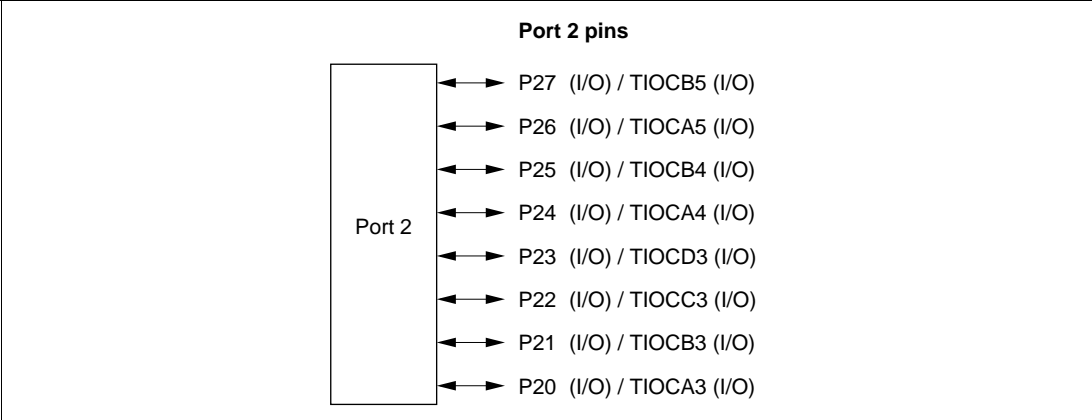 Port 2 pins
P27 (I/O) / TIOCB5 (I/O)
P26 (I/O) / TIOCA5 (I/O)
P25 (I/O) / TIOCB4 (I/O)
P24 (I/O) / TIOCA4 (I/O)
Port 2
P23 (I/O) / TIOCD3 (I/O)
P22 (I/O) / TIOCC3 (I/O)
P21 (I/O) / TIOCB3 (I/O)
P20 (I/O) / TIOCA3 (I/O)